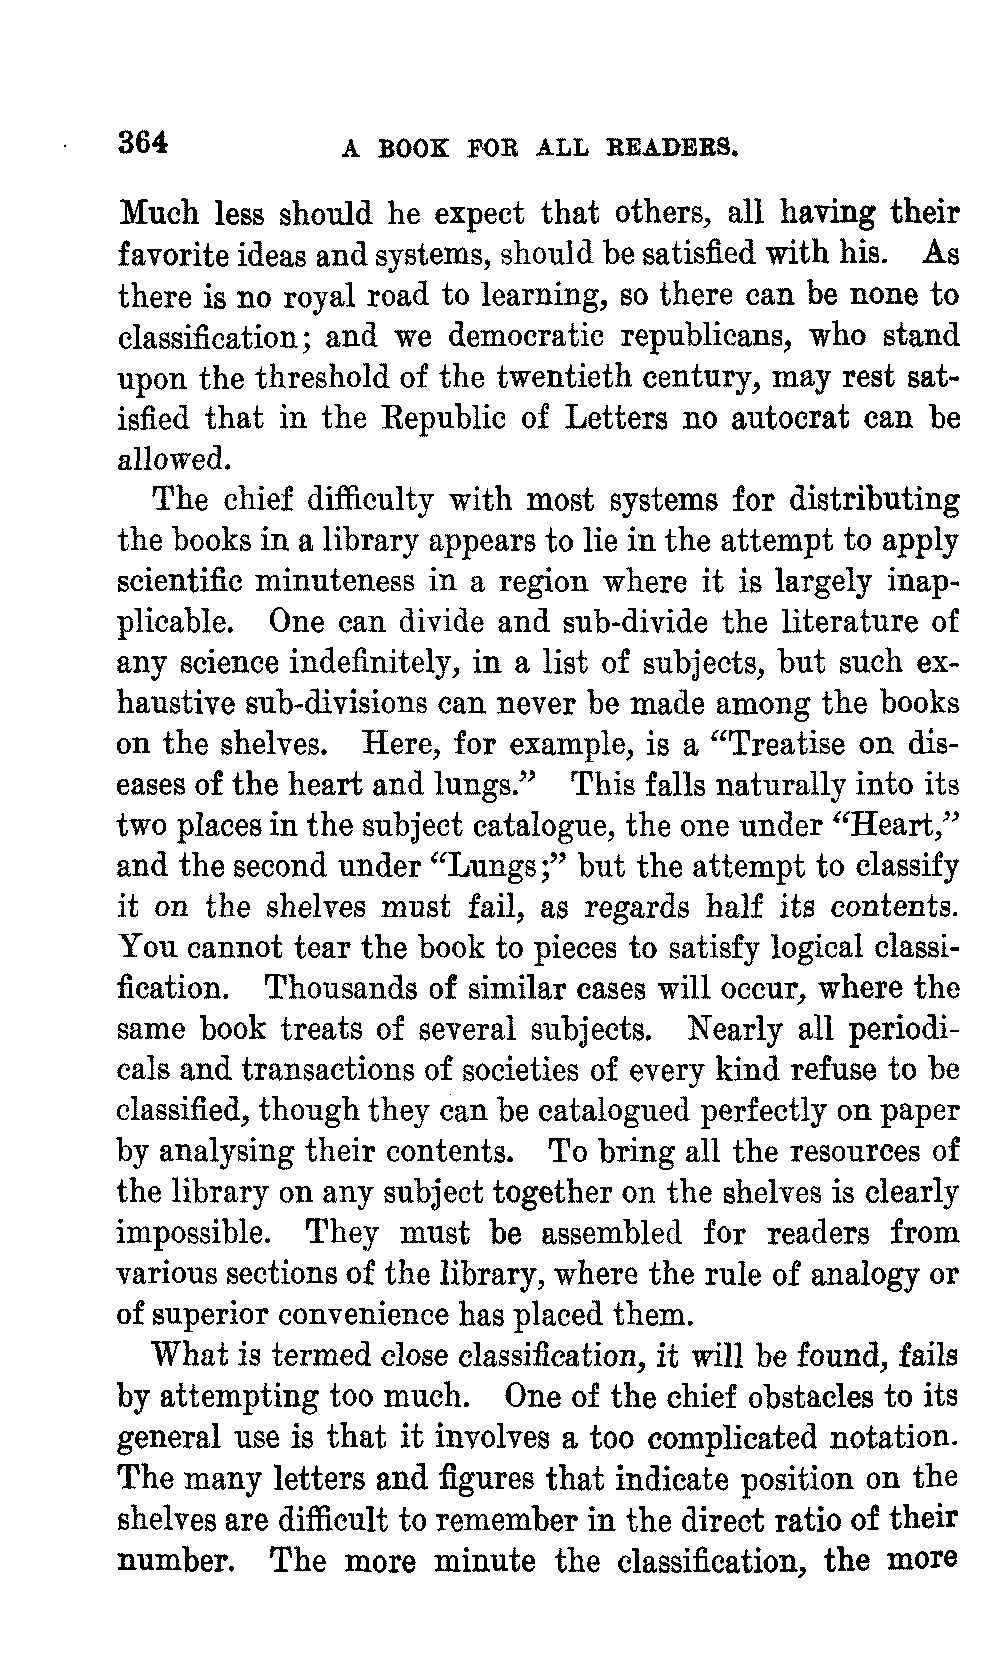 364 A BOOK FOR ALL READERS.
Much less should he expect that others, all having their
favorite ideas and systems, should be satisfied with his. As
there is no royal road to learning, so there can be none to
classification; and we democratic republicans, who stand
upon the threshold of the twentieth century, may rest sat-
isfied that in the Republic of Letters no autocrat can be
allowed.
The chief difficulty with most systems for distributing
the books in a library appears to lie in the attempt to apply
scientific minuteness in a region where it is largely inap-
plicable. One can divide and sub-divide the literature of
any science indefinitely, in a list of subjects, but such ex-
haustive sub-divisions can never be made among the books
on the shelves. Here, for example, is a “Treatise on dis-
eases of the heart and lungs.” This falls naturally into its
two places in the subject catalogue, the one under “Heart,”
and the second under “Lungs;” but the attempt to classify
it on the shelves must fail, as regards half its contents.
You cannot tear the book to pieces to satisfy logical classi-
fication. Thousands of similar cases will occur, where the
same book treats of several subjects. Nearly all periodi-
cals and transactions of societies of every kind refuse to be
classified, though they can be catalogued perfectly on paper
by analysing their contents. To bring all the resources of
the library on any subject together on the shelves is clearly
impossible. They must be assembled for readers from
various sections of the library, where the rule of analogy or
of superior convenience has placed them.
What is termed close classification, it will be found, fails
by attempting too much. One of the chief obstacles to its
general use is that it involves a too complicated notation.
The many letters and figures that indicate position on the
shelves are difficult to remember in the direct ratio of their
number. The more minute the classification, the more